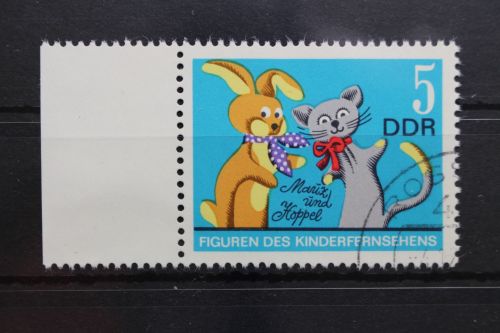 5
DDR
Mauz
und
Hoppel
FIGUREN DES KINDERFERNSEHENS